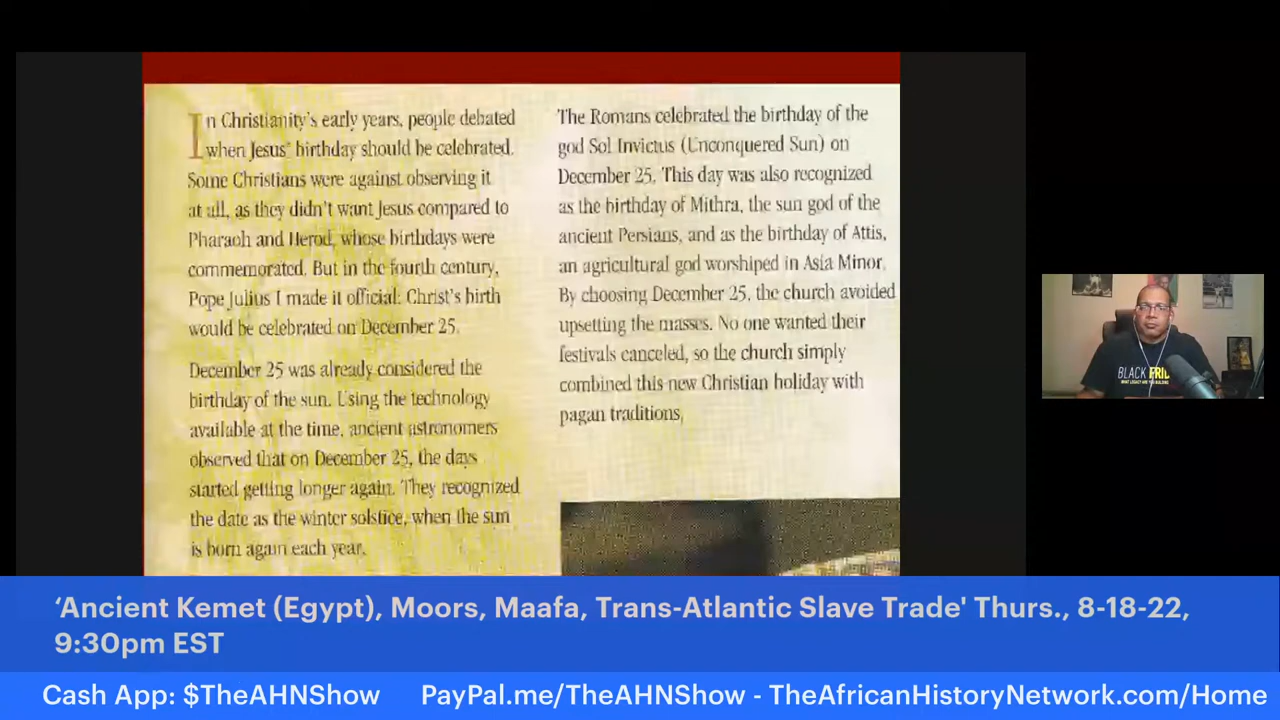 In Christianity's early years, people debated
when Jesus' birthday should be celebrated.
Some Christians were against observing it
at all, as they didn't want Jesus compared to
Pharaoh and Herod, whose birthdays were
commemorated. But in the fourth century,
Pope Julius I made it official: Christ's birth
would be celebrated on December 25.
December 25 was already considered the
birthday of the sun. Using the technology
available at the time, ancient astronomers
observed that on December 25, the days
started getting longer again. They recognized
the date as the winter solstice, when the sun
is born again each year.
The Romans celebrated the birthday of the
god Sol Invictus (Unconquered Sun) on
December 25. This day was also recognized
as the birthday of Mithra, the sun god of the
ancient Persians, and as the birthday of Attis,
an agricultural god worshiped in Asia Minor.
By choosing December 25, the church avoided
upsetting the masses. No one wanted their
festivals canceled, so the church simply
combined this new Christian holiday with
pagan traditions.
BLACK FRID
WHAT LEGACY ARE YOU BUILDING
‘Ancient Kemet (Egypt), Moors, Maafa, Trans-Atlantic Slave Trade' Thurs., 8-18-22,
9:30pm EST
Cash App: $TheAHNShow PayPal.me/TheAHNShow - TheAfricanHistoryNetwork.com/Home